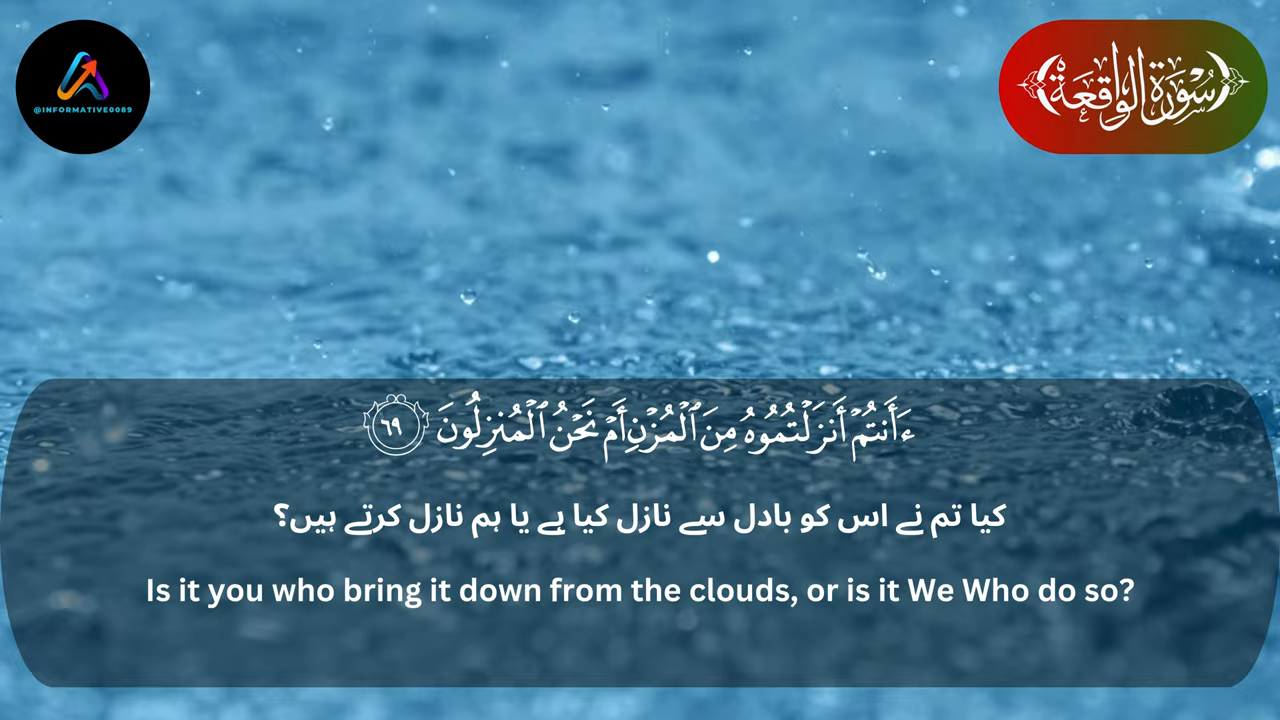 @INFORMATIVE0089
سُوْرَةُ الْوَاقِعَة
ءَأَنتُمْ أَنزَلْتُمُوهُ مِنَ ٱلْمُزْنِ أَمْ نَحْنُ ٱلْمُنزِلُونَ ٦٩
کیا تم نے اس کو بادل سے نازل کیا ہے یا ہم نازل کرتے ہیں؟
Is it you who bring it down from the clouds, or is it We Who do so?